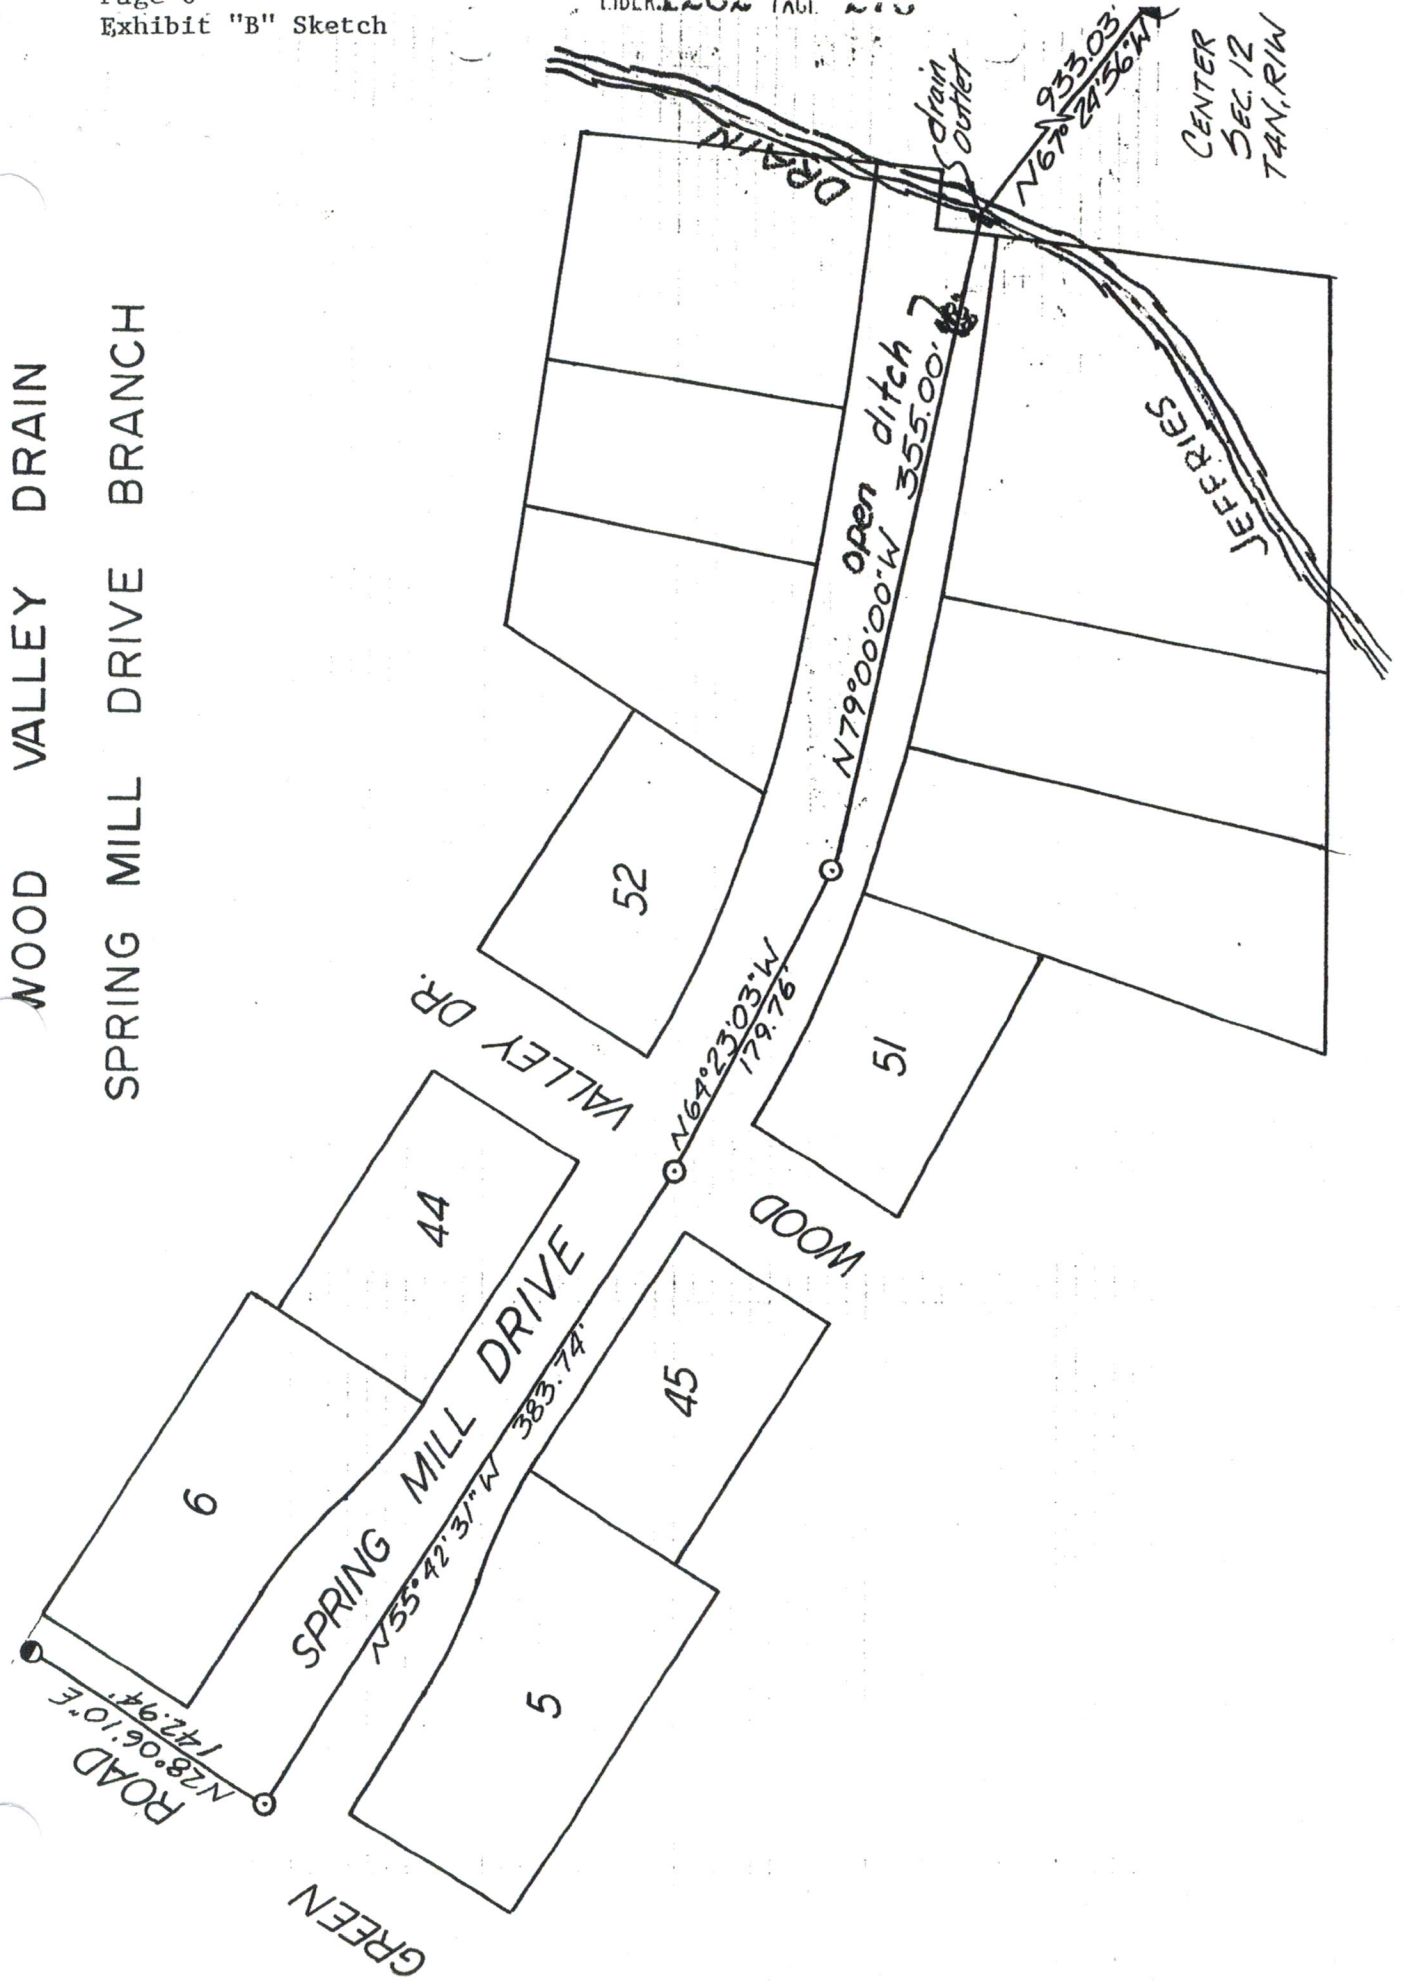 Exhibit "B" Sketch
WOOD VALLEY DRAIN
SPRING MILL DRIVE BRANCH
DRAIN
drain
outlet
933.03'
N67°24'36"W
CENTER
SEC. 12
T4N, R1W
open ditch
N79°00'00"W 355.00'
JEFFRIES
52
VALLEY DR.
N64°23'03"W
179.76'
51
WOOD
44
SPRING MILL DRIVE
N55°42'31"W 383.74'
45
6
5
N28°06'10"E
142.94'
ROAD
GREEN